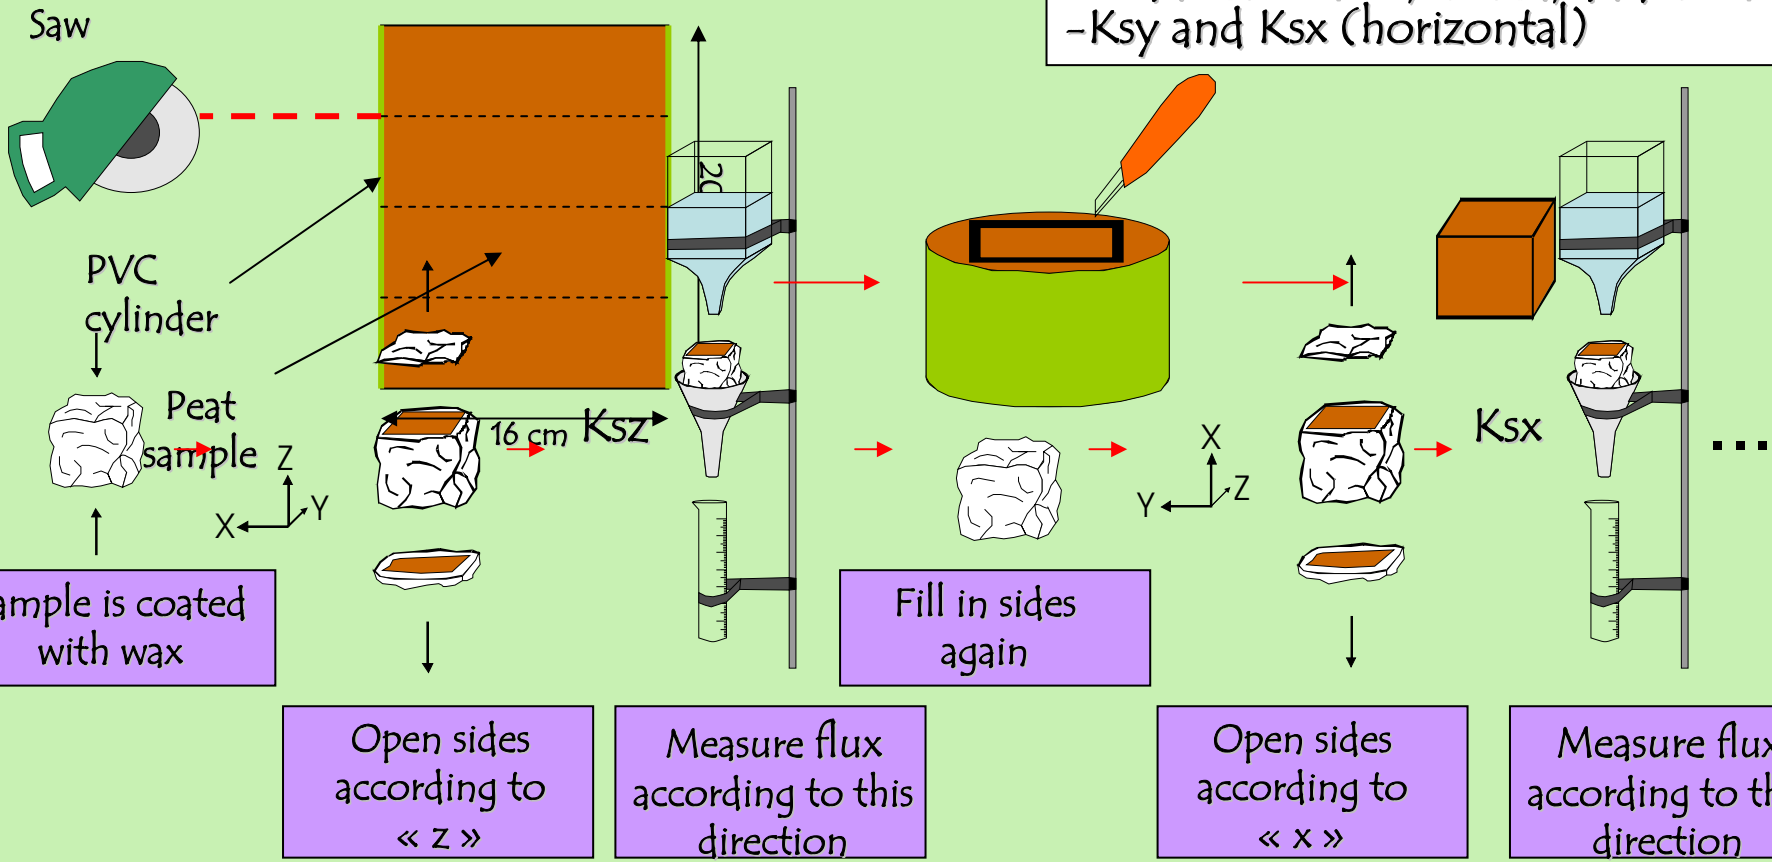 -Ksy and Ksx (horizontal)
Saw
PVC
cylinder
Peat
sample
16 cm
Ksz
Z
Y
X
X
Z
Y
Ksx
with wax
is coated
Fill in sides
again
Open sides
according to
« z »
Measure flux
according to this
direction
Open sides
according to
« x »
Measure flux
according to
direction